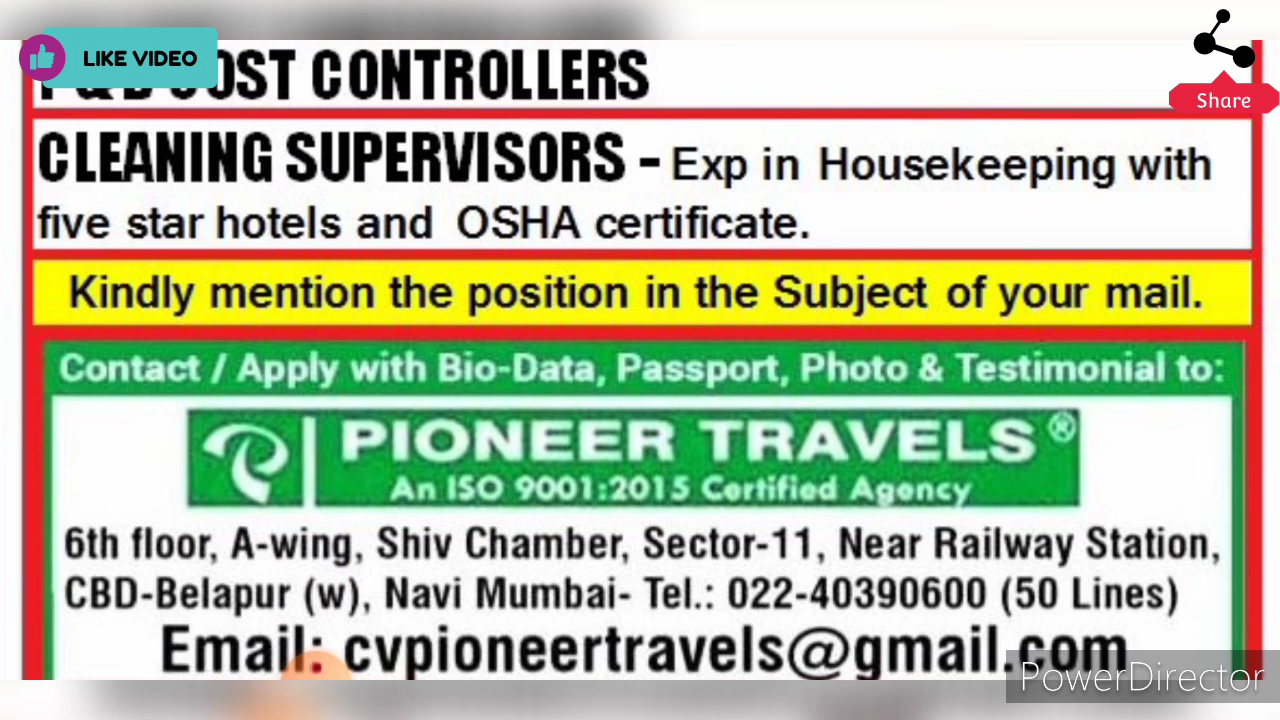 LIKE VIDEO
Share
COST CONTROLLERS
CLEANING SUPERVISORS - Exp in Housekeeping with
five star hotels and OSHA certificate.
Kindly mention the position in the Subject of your mail.
Contact / Apply with Bio-Data, Passport, Photo & Testimonial to:
PIONEER TRAVELS®
An ISO 9001:2015 Certified Agency
6th floor, A-wing, Shiv Chamber, Sector-11, Near Railway Station,
CBD-Belapur (w), Navi Mumbai- Tel.: 022-40390600 (50 Lines)
Email: cvpioneertravels@gmail.com
PowerDirector